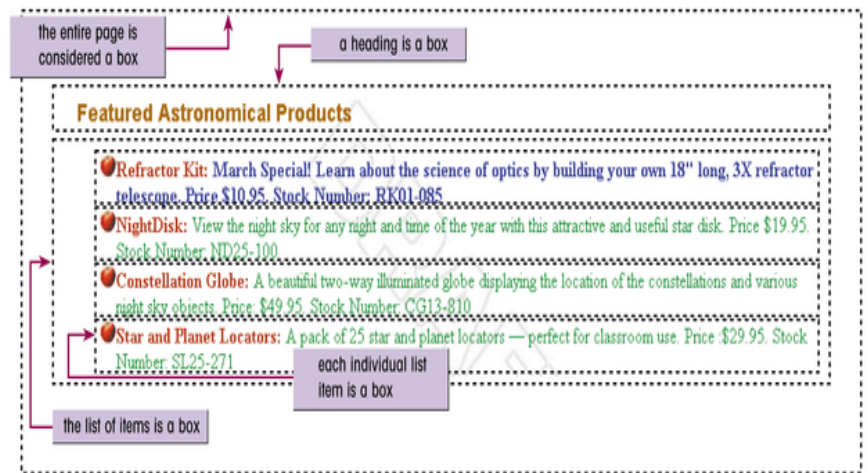 the entire page is
considered a box
a heading is a box
Featured Astronomical Products
Refractor Kit: March Special! Learn about the science of optics by building your own 18" long, 3X refractor
telescope. Price $10.95. Stock Number: RK01-085
NightDisk: View the night sky for any night and time of the year with this attractive and useful star disk. Price $19.95.
Stock Number: ND25-100
Constellation Globe: A beautiful two-way illuminated globe displaying the location of the constellations and various
night sky objects. Price: $49.95. Stock Number: CG13-810
Star and Planet Locators: A pack of 25 star and planet locators — perfect for classroom use. Price :$29.95. Stock
Number: SL25-271
each individual list
item is a box
the list of items is a box